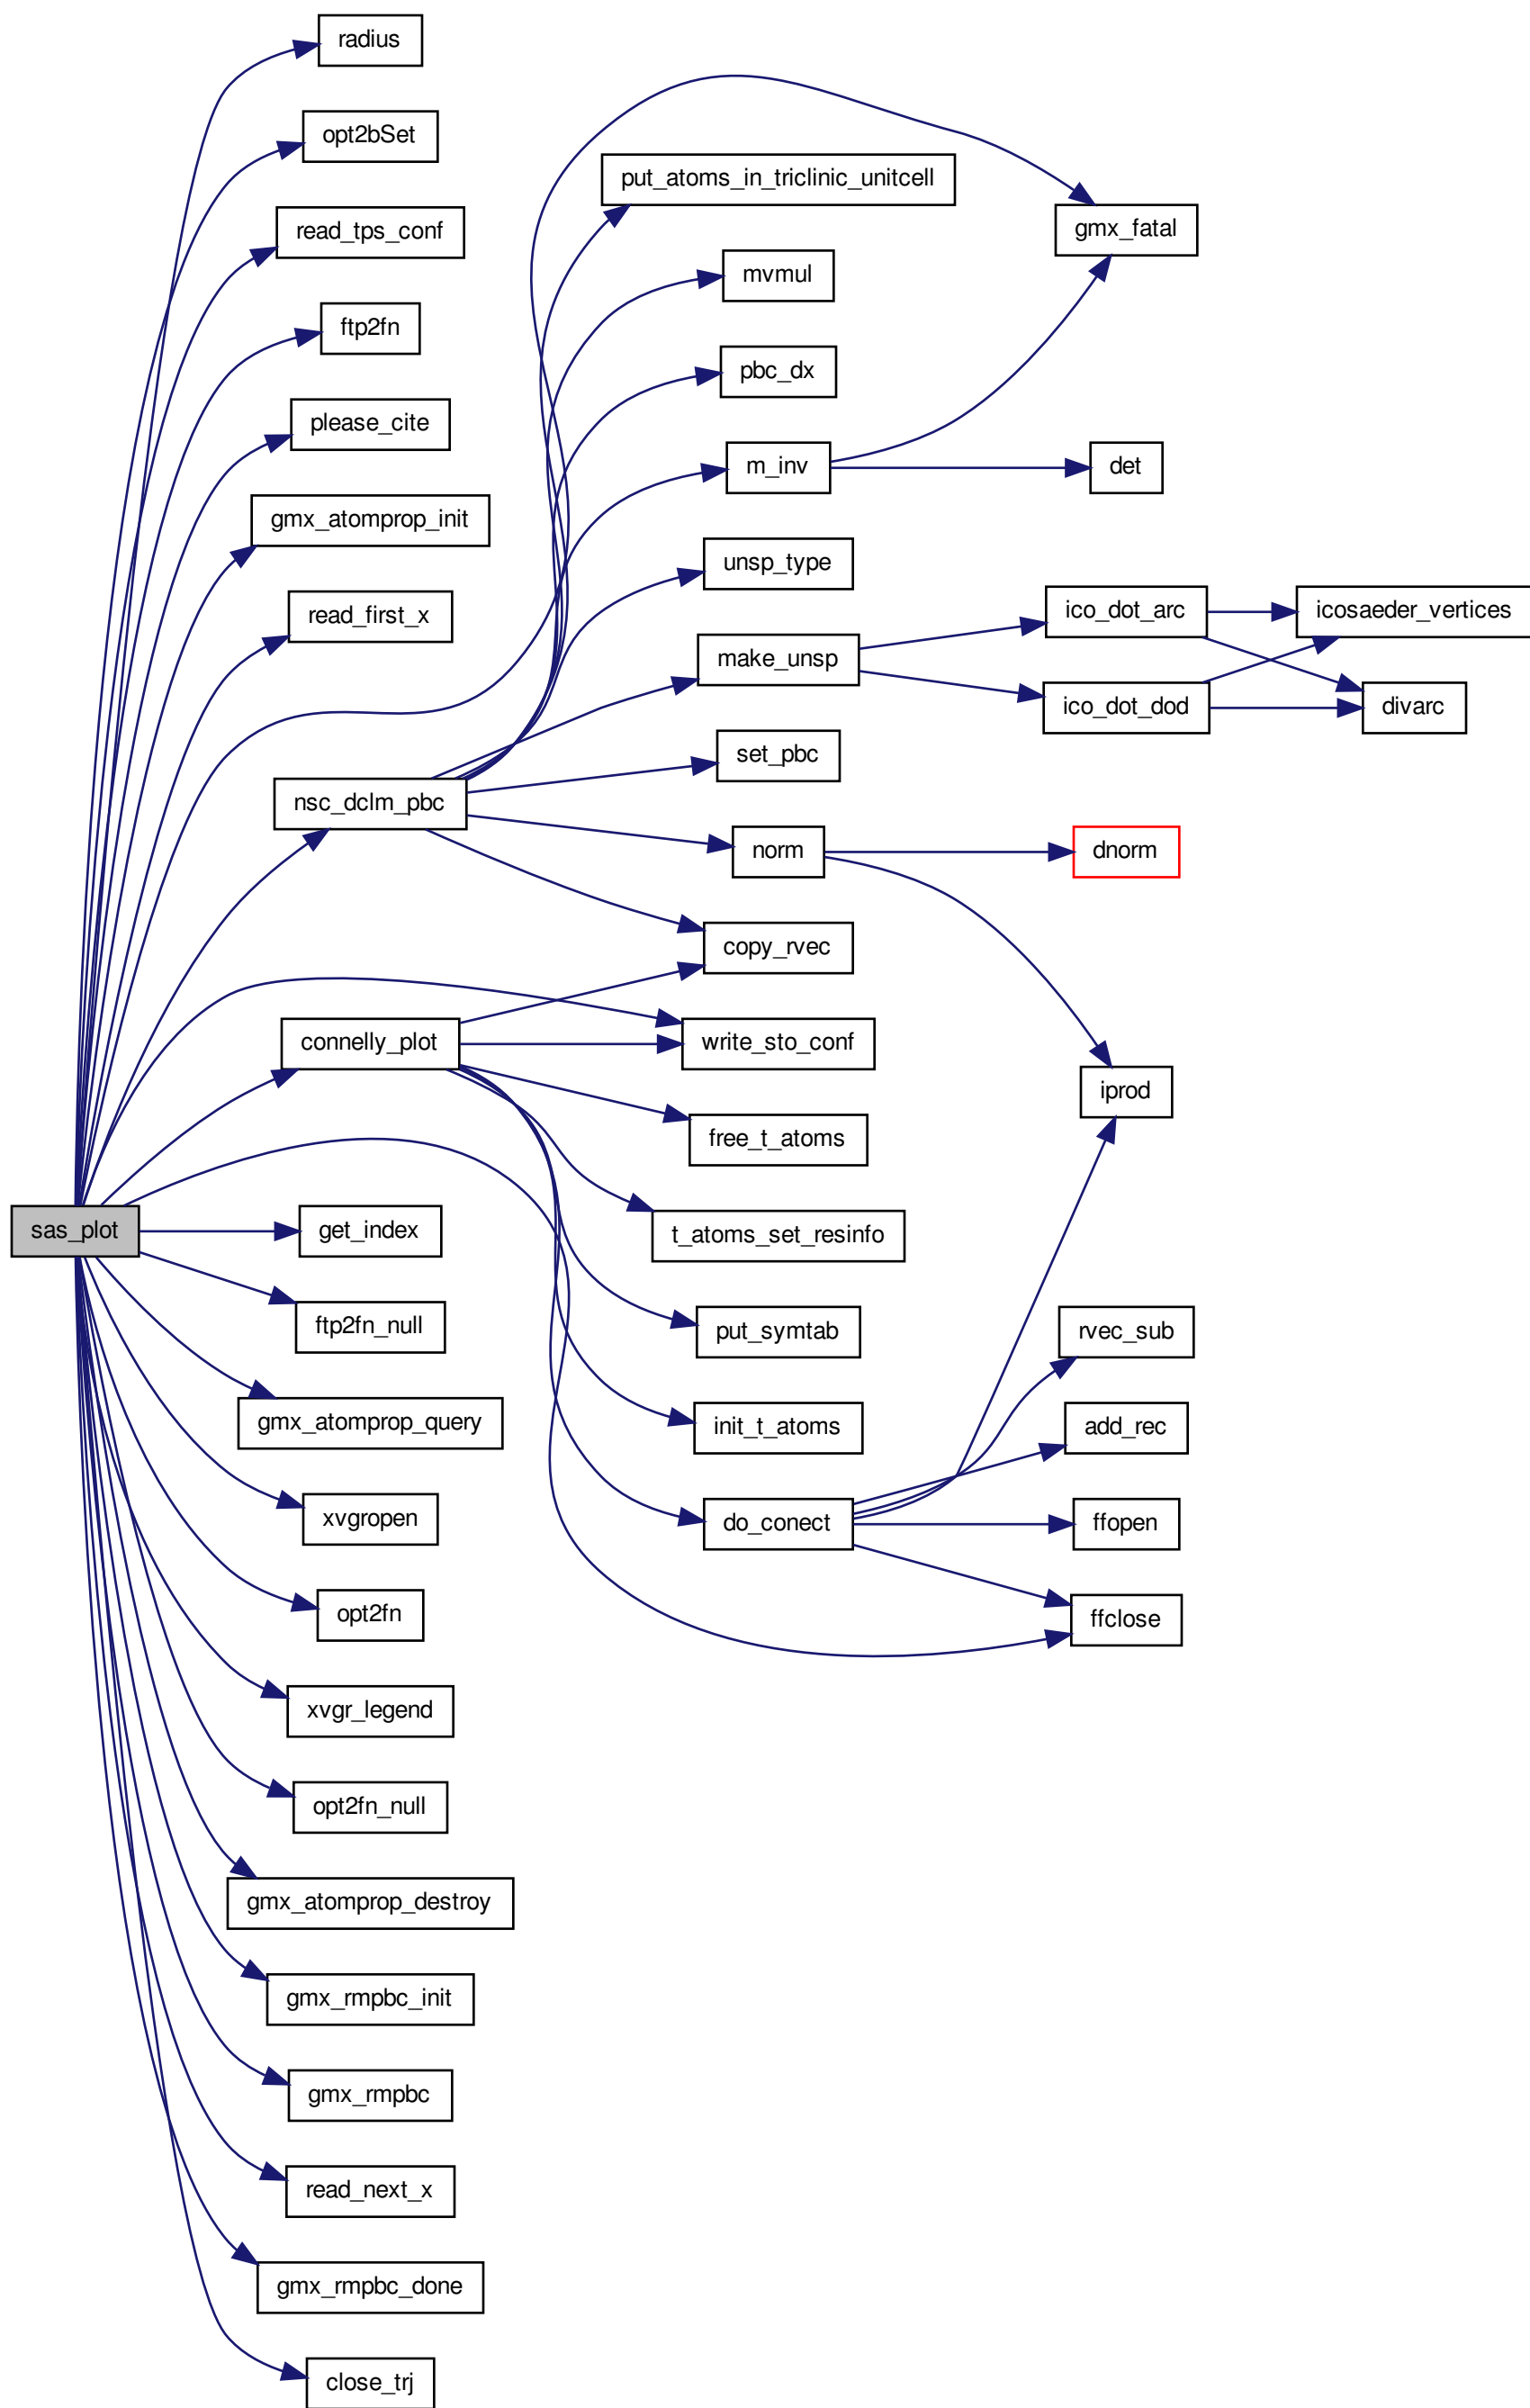 radius
opt2bSet
read_tps_conf
ftp2fn
please_cite
gmx_atomprop_init
read_first_x
nsc_dclm_pbc
connelly_plot
sas_plot
get_index
ftp2fn_null
gmx_atomprop_query
xvgropen
opt2fn
xvgr_legend
opt2fn_null
gmx_atomprop_destroy
gmx_rmpbc_init
gmx_rmpbc
read_next_x
gmx_rmpbc_done
close_trj
put_atoms_in_triclinic_unitcell
mvmul
pbc_dx
m_inv
unsp_type
make_unsp
set_pbc
norm
copy_rvec
write_sto_conf
free_t_atoms
t_atoms_set_resinfo
put_symtab
init_t_atoms
do_conect
gmx_fatal
det
ico_dot_arc
ico_dot_dod
dnorm
iprod
rvec_sub
add_rec
ffopen
ffclose
icosaeder_vertices
divarc